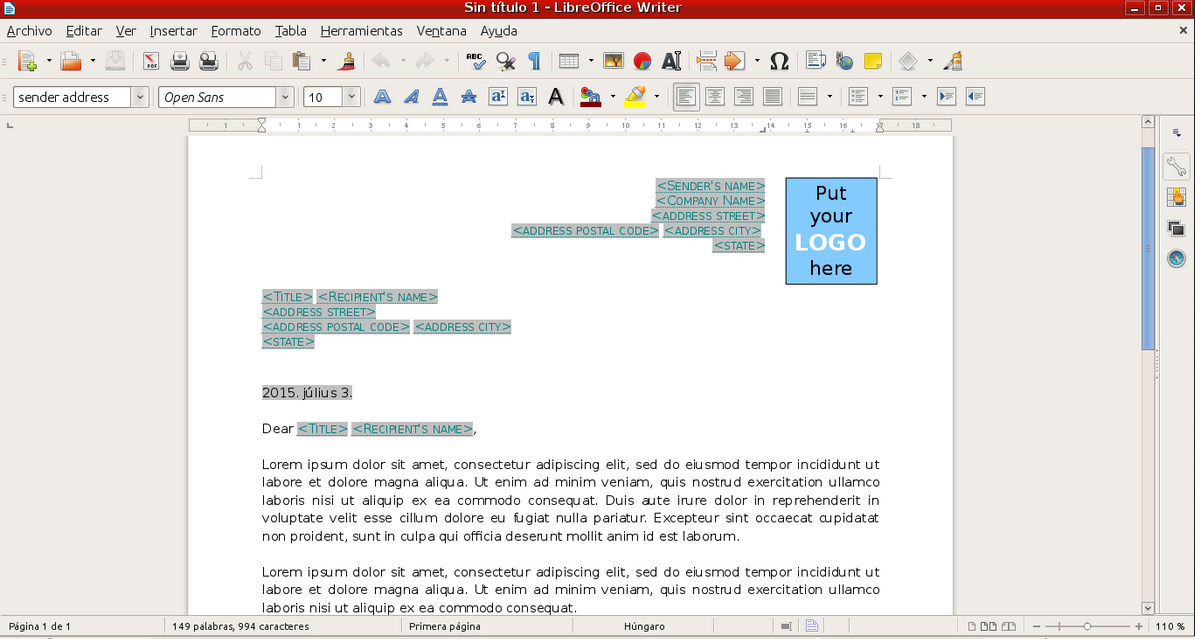 Sin título 1 - LibreOffice Writer
Archivo Editar Ver Insertar Formato Tabla Herramientas Ventana Ayuda
sender address Open Sans 10
1 1 2 3 4 5 6 7 8 9 10 11 12 13 14 15 16 17 18
<SENDER'S NAME>
<COMPANY NAME>
<ADDRESS STREET>
<ADDRESS POSTAL CODE> <ADDRESS CITY>
<STATE>
Put
your
LOGO
here
<TITLE> <RECIPIENT'S NAME>
<ADDRESS STREET>
<ADDRESS POSTAL CODE> <ADDRESS CITY>
<STATE>
2015. július 3.
Dear <TITLE> <RECIPIENT'S NAME>,
Lorem ipsum dolor sit amet, consectetur adipiscing elit, sed do eiusmod tempor incididunt ut
labore et dolore magna aliqua. Ut enim ad minim veniam, quis nostrud exercitation ullamco
laboris nisi ut aliquip ex ea commodo consequat. Duis aute irure dolor in reprehenderit in
voluptate velit esse cillum dolore eu fugiat nulla pariatur. Excepteur sint occaecat cupidatat
non proident, sunt in culpa qui officia deserunt mollit anim id est laborum.
Lorem ipsum dolor sit amet, consectetur adipiscing elit, sed do eiusmod tempor incididunt ut
labore et dolore magna aliqua. Ut enim ad minim veniam, quis nostrud exercitation ullamco
laboris nisi ut aliquip ex ea commodo consequat.
Página 1 de 1 149 palabras, 994 caracteres Primera página Húngaro 110 %